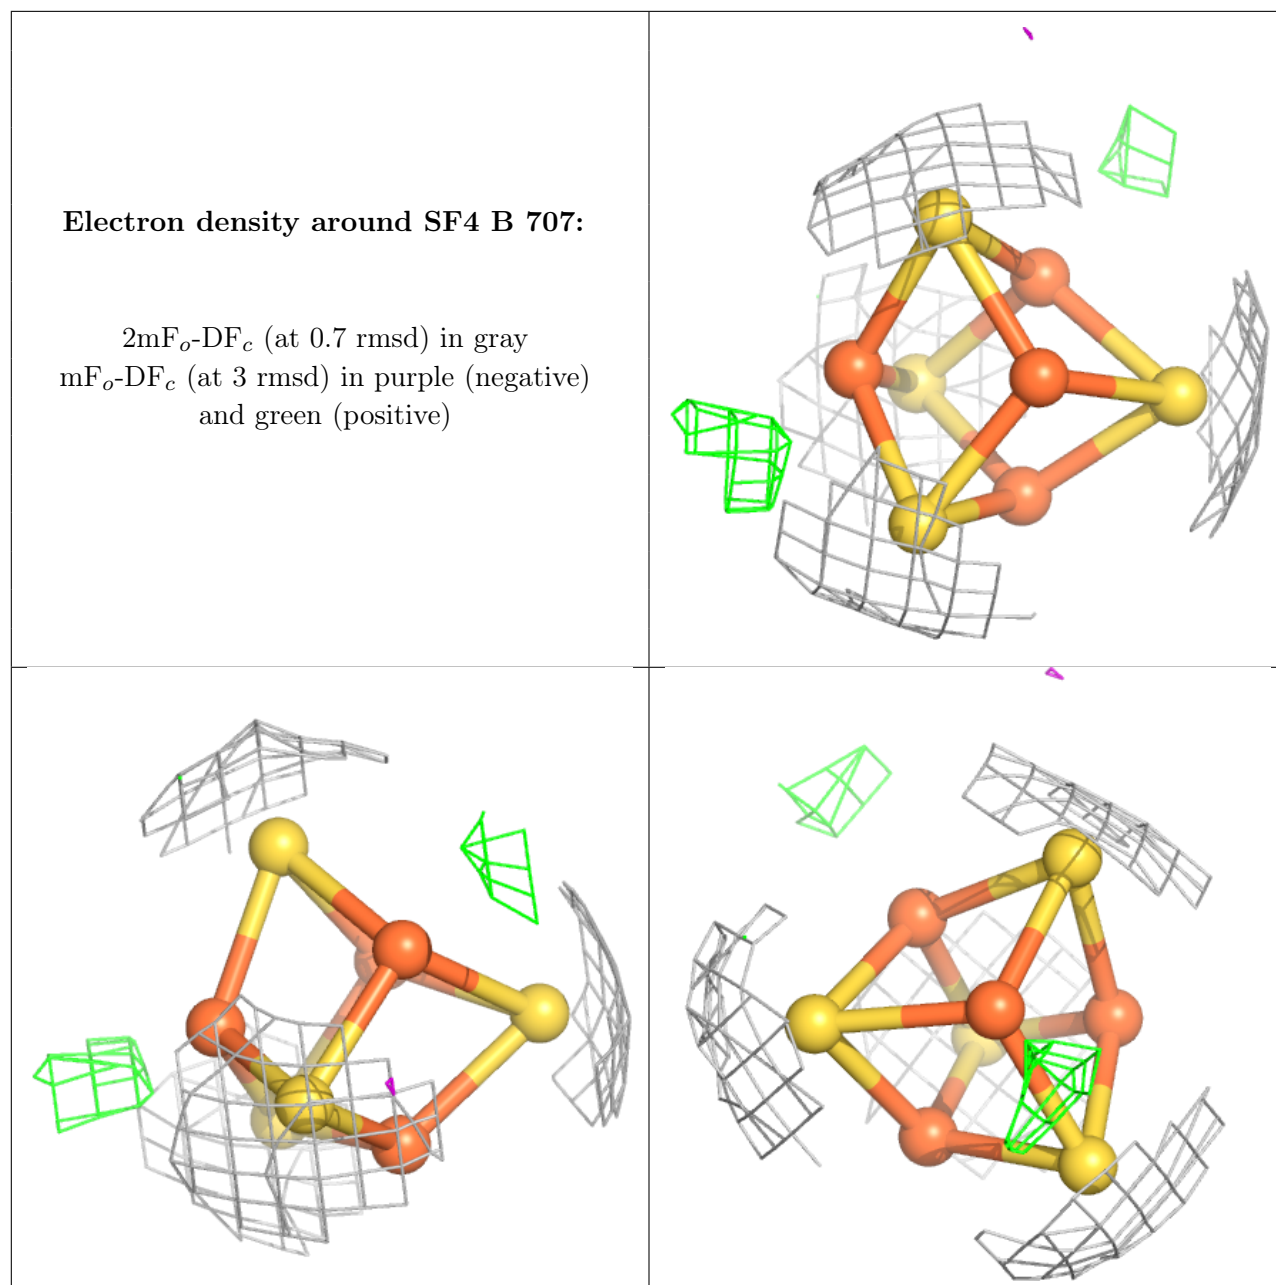 Electron density around SF4 B 707:
2mFₒ-DF𝒸 (at 0.7 rmsd) in gray
mFₒ-DF𝒸 (at 3 rmsd) in purple (negative)
and green (positive)